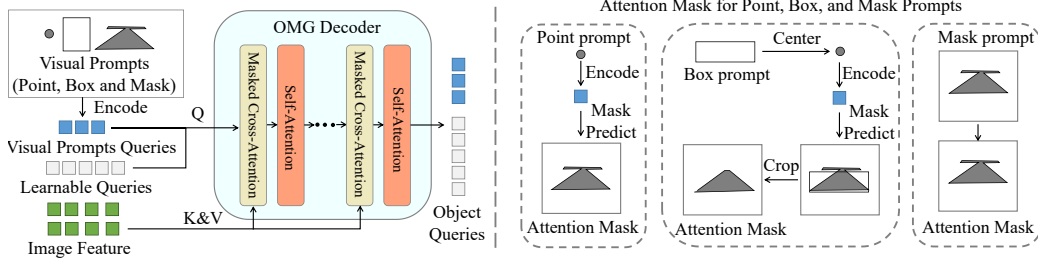 Visual Prompts
(Point, Box and Mask)
Encode
Visual Prompts Queries
Learnable Queries
Image Feature
Q
K&V
OMG Decoder
Masked Cross-Attention
Self-Attention
Masked Cross-Attention
Self-Attention
Object
Queries
Attention Mask for Point, Box, and Mask Prompts
Point prompt
Encode
Mask
Predict
Attention Mask
Box prompt
Center
Encode
Mask
Predict
Crop
Attention Mask
Mask prompt
Attention Mask